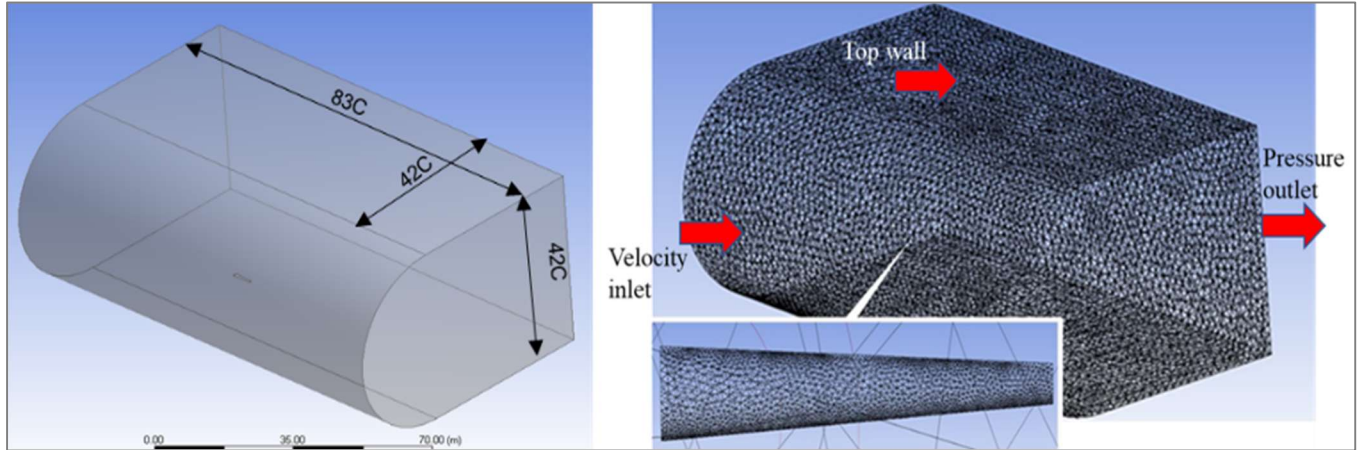 83C
42C
42C
0.00
35.00
70.00 (m)
Top wall
Velocity
inlet
Pressure
outlet